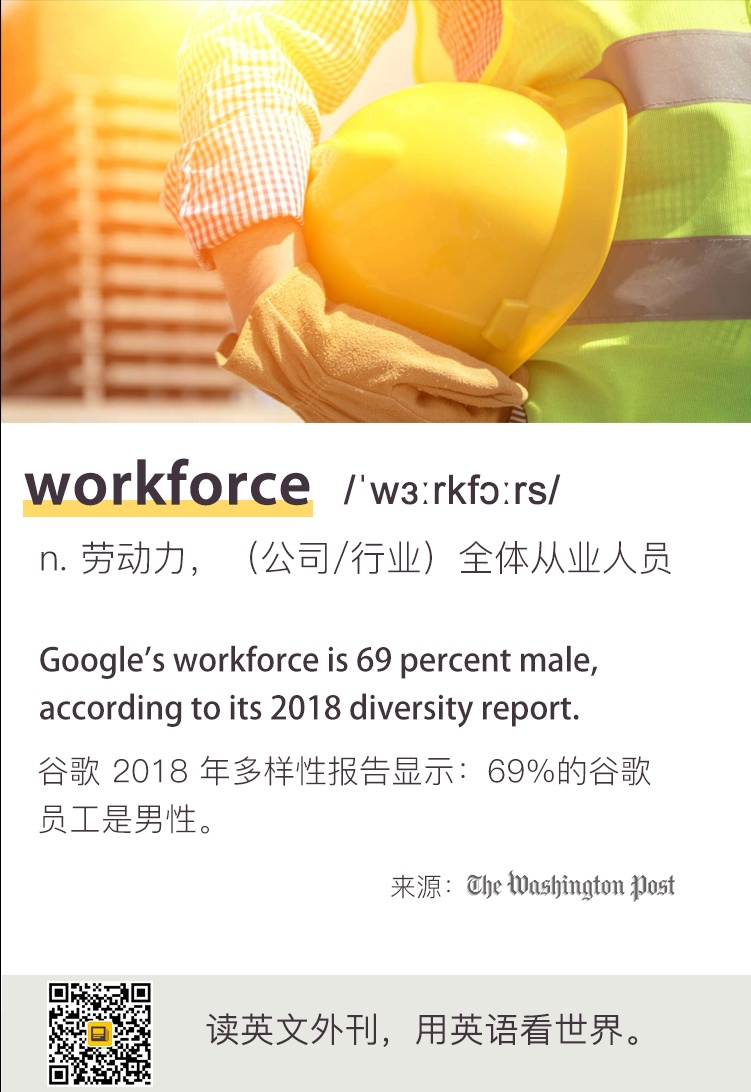 workforce /ˈwɜːrkfɔːrs/
n. 劳动力，（公司/行业）全体从业人员
Google’s workforce is 69 percent male,
according to its 2018 diversity report.
谷歌 2018 年多样性报告显示：69%的谷歌
员工是男性。
来源：The Washington Post
读英文外刊，用英语看世界。